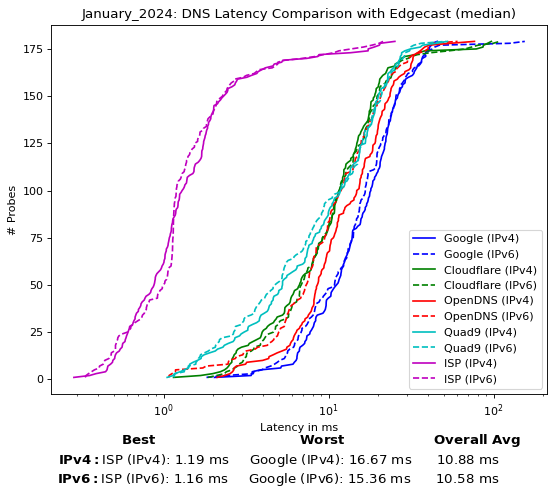 January_2024: DNS Latency Comparison with Edgecast (median)
175
150
125
100
75
50
25
0
# Probes
Google (IPv4)
Google (IPv6)
Cloudflare (IPv4)
Cloudflare (IPv6)
OpenDNS (IPv4)
OpenDNS (IPv6)
Quad9 (IPv4)
Quad9 (IPv6)
ISP (IPv4)
ISP (IPv6)
10⁰ 10¹ 10²
Latency in ms
Best Worst Overall Avg
IPv4: ISP (IPv4): 1.19 ms Google (IPv4): 16.67 ms 10.88 ms
IPv6: ISP (IPv6): 1.16 ms Google (IPv6): 15.36 ms 10.58 ms